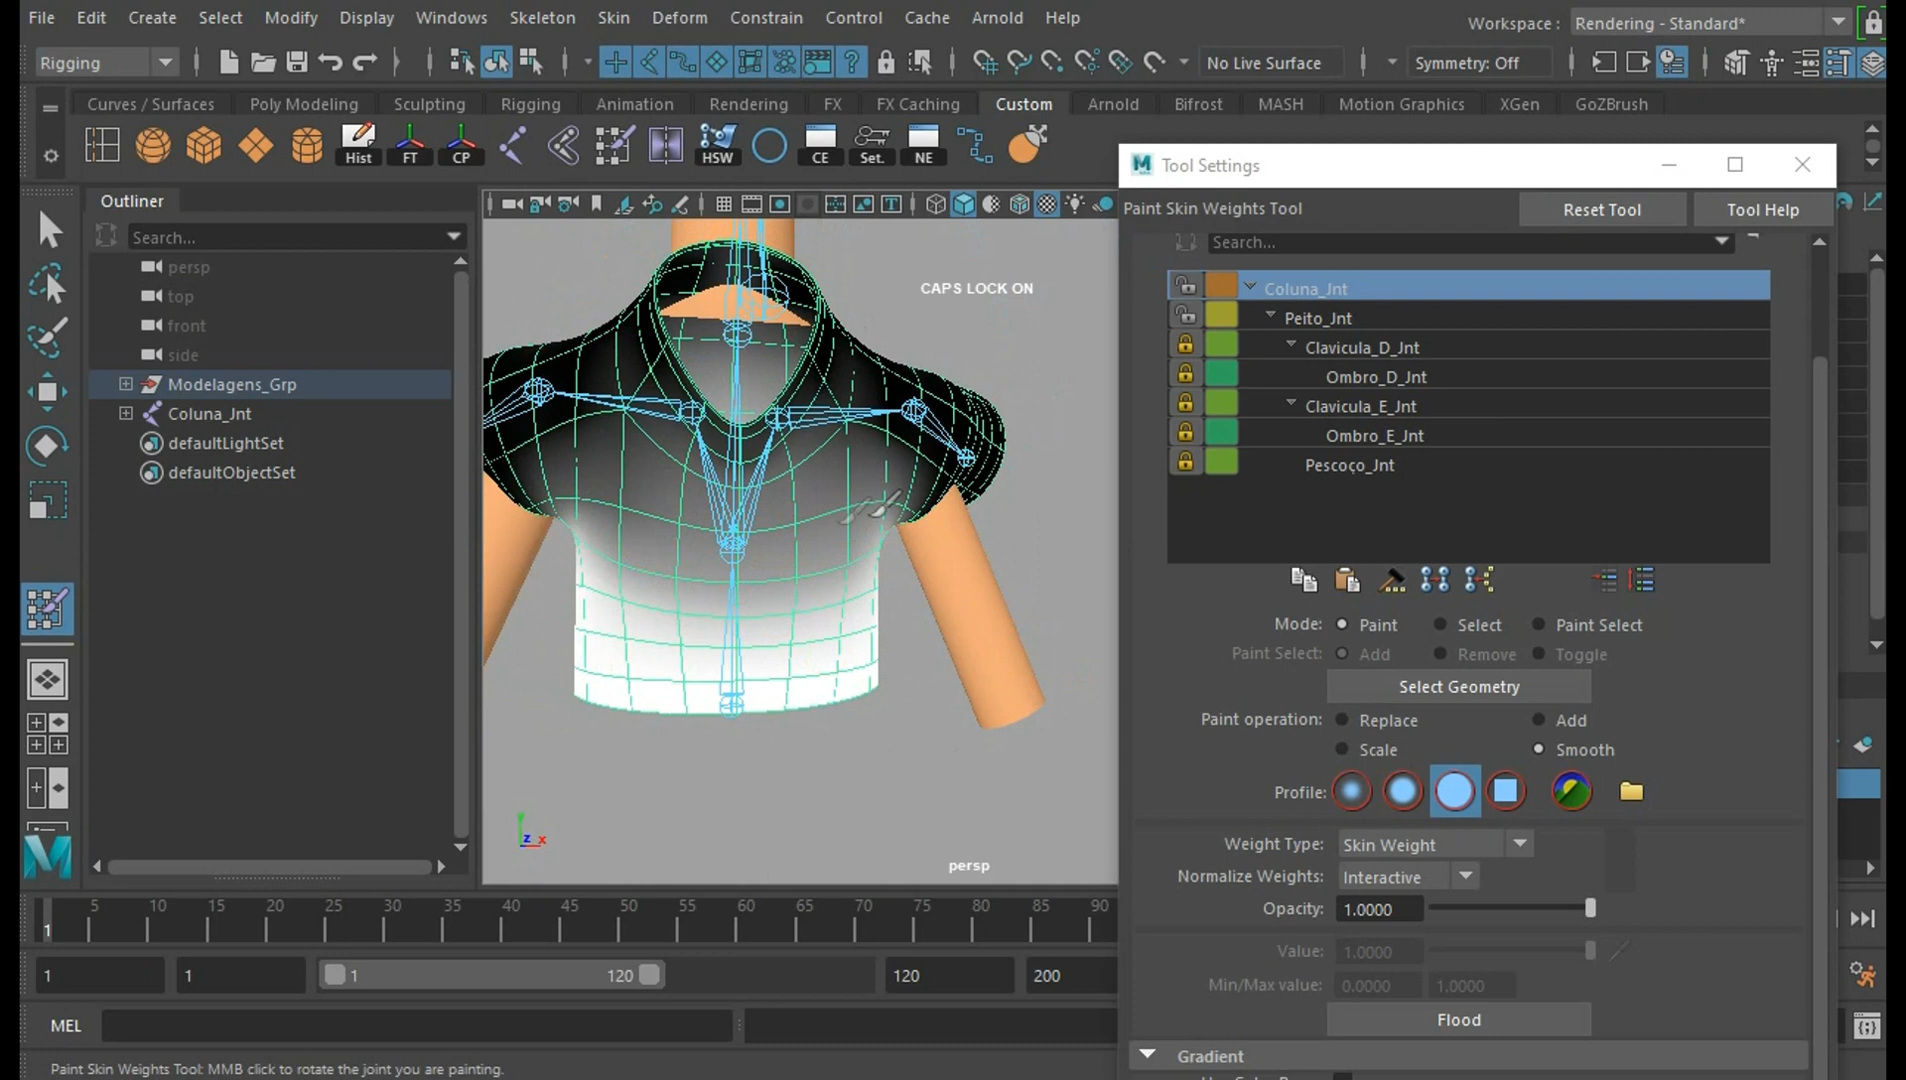 File Edit Create Select Modify Display Windows Skeleton Skin Deform Constrain Control Cache Arnold Help
Workspace : Rendering - Standard*
Rigging
No Live Surface
Symmetry: Off
Curves / Surfaces Poly Modeling Sculpting Rigging Animation Rendering FX FX Caching Custom Arnold Bifrost MASH Motion Graphics XGen GoZBrush
Hist FT CP HSW CE Set. NE
Outliner
Search...
persp
top
front
side
Modelagens_Grp
Coluna_Jnt
defaultLightSet
defaultObjectSet
CAPS LOCK ON
z x
persp
Tool Settings
Paint Skin Weights Tool
Reset Tool
Tool Help
Search...
Coluna_Jnt
Peito_Jnt
Clavicula_D_Jnt
Ombro_D_Jnt
Clavicula_E_Jnt
Ombro_E_Jnt
Pescoço_Jnt
Mode: Paint Select Paint Select
Paint Select: Add Remove Toggle
Select Geometry
Paint operation: Replace Add
Scale Smooth
Profile:
Weight Type: Skin Weight
Normalize Weights: Interactive
Opacity: 1.0000
Value: 1.0000
Min/Max value: 0.0000 1.0000
Flood
Gradient
5 10 15 20 25 30 35 40 45 50 55 60 65 70 75 80 85 90
1
1 1 1 120 120 200
MEL
Paint Skin Weights Tool: MMB click to rotate the joint you are painting.